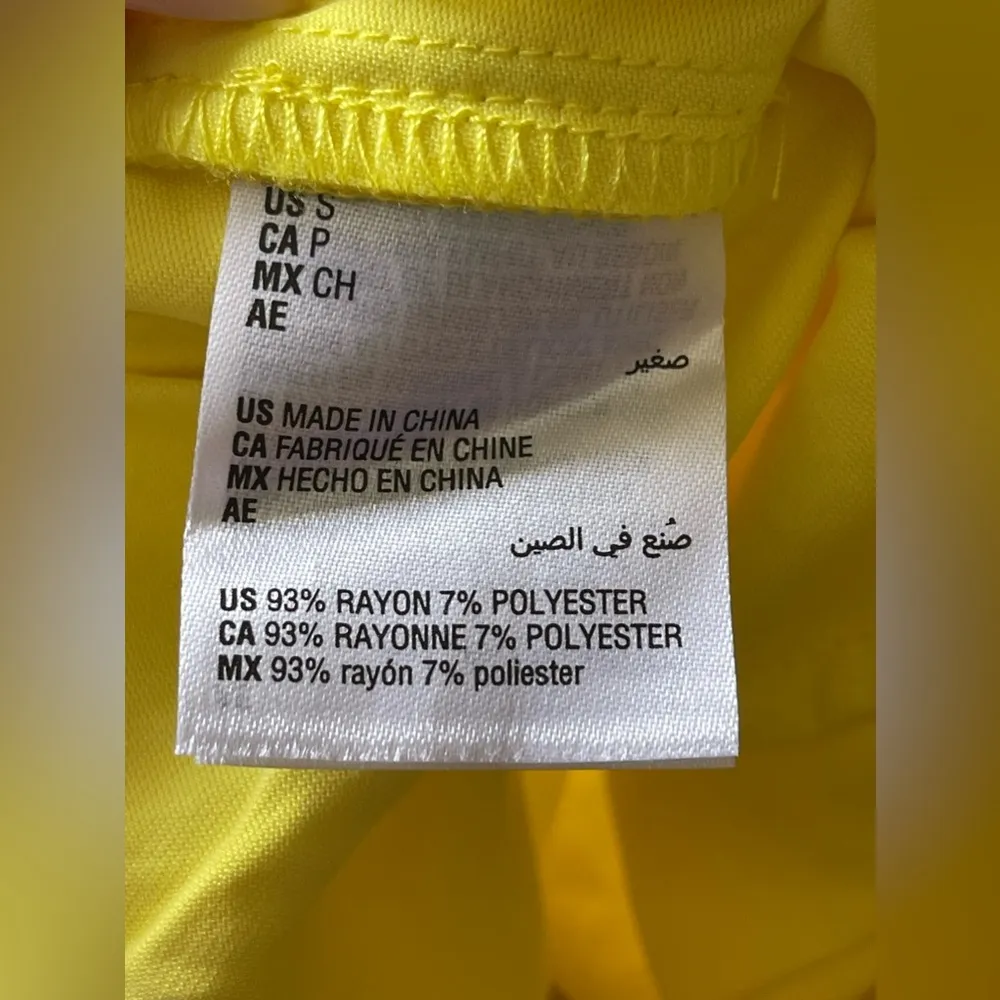 US S
CA P
MX CH
AE
صغير
US MADE IN CHINA
CA FABRIQUÉ EN CHINE
MX HECHO EN CHINA
AE
صُنع في الصين
US 93% RAYON 7% POLYESTER
CA 93% RAYONNE 7% POLYESTER
MX 93% rayón 7% poliester